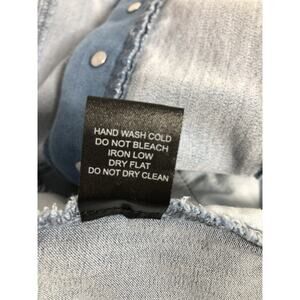 HAND WASH COLD
DO NOT BLEACH
IRON LOW
DRY FLAT
DO NOT DRY CLEAN